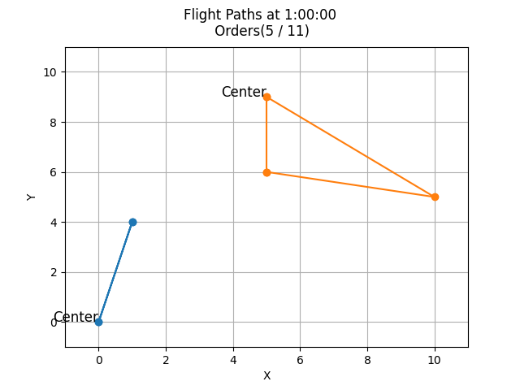 Flight Paths at 1:00:00
Orders(5 / 11)
10
Center
8
6
Y
4
2
Center
0
0 2 4 6 8 10
X